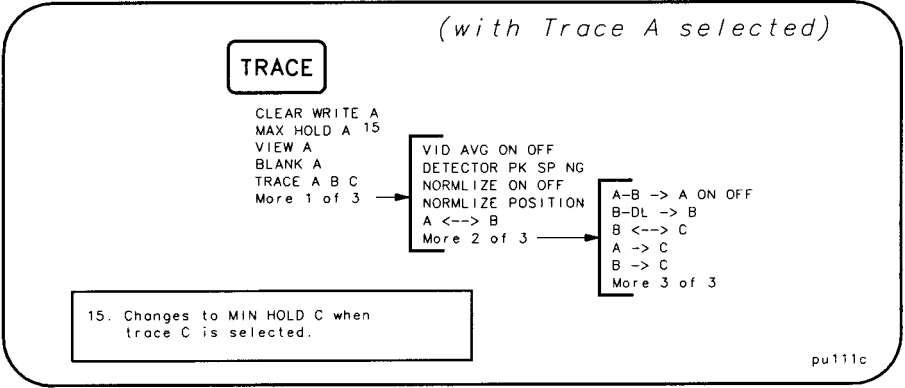 (with Trace A selected)
TRACE
CLEAR WRITE A
MAX HOLD A 15
VIEW A
BLANK A
TRACE A B C
More 1 of 3
VID AVG ON OFF
DETECTOR PK SP NG
NORMLIZE ON OFF
NORMLIZE POSITION
A <--> B
More 2 of 3
A-B -> A ON OFF
B-DL -> B
B <--> C
A -> C
B -> C
More 3 of 3
15. Changes to MIN HOLD C when
trace C is selected.
pu111c